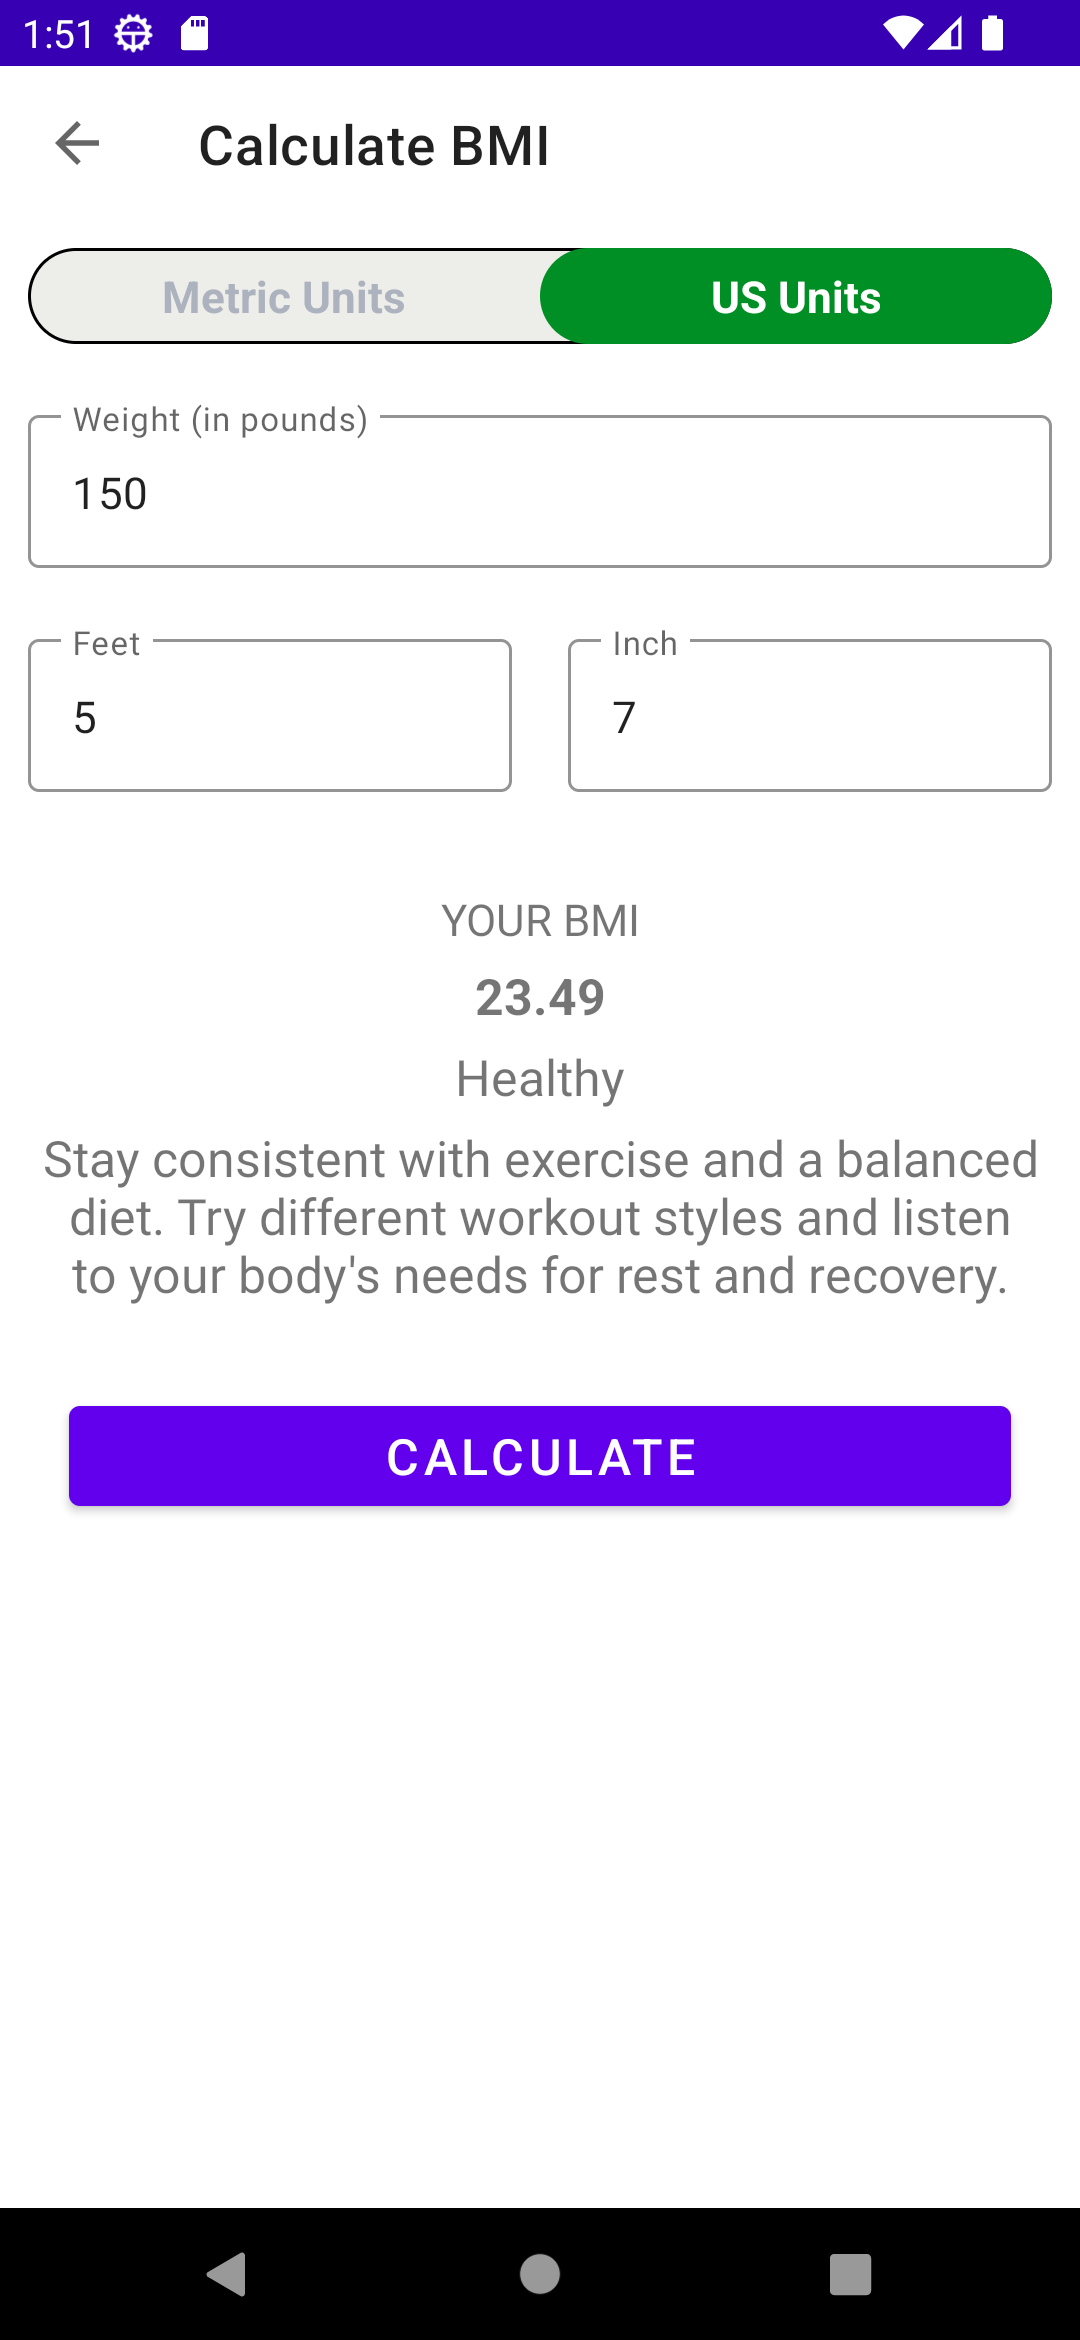 1:51
Calculate BMI
Metric Units
US Units
Weight (in pounds)
150
Feet
5
Inch
7
YOUR BMI
23.49
Healthy
Stay consistent with exercise and a balanced
diet. Try different workout styles and listen
to your body's needs for rest and recovery.
CALCULATE